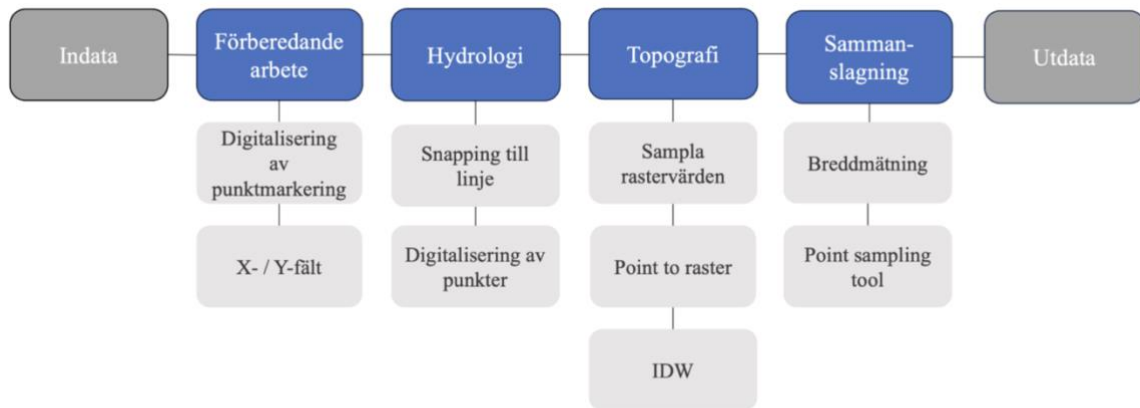 Indata
Förberedande
arbete
Hydrologi
Topografi
Samman-
slagning
Utdata
Digitalisering
av
punktmarkering
Snapping till
linje
Sampla
rastervärden
Breddmätning
X- / Y-fält
Digitalisering av
punkter
Point to raster
Point sampling
tool
IDW